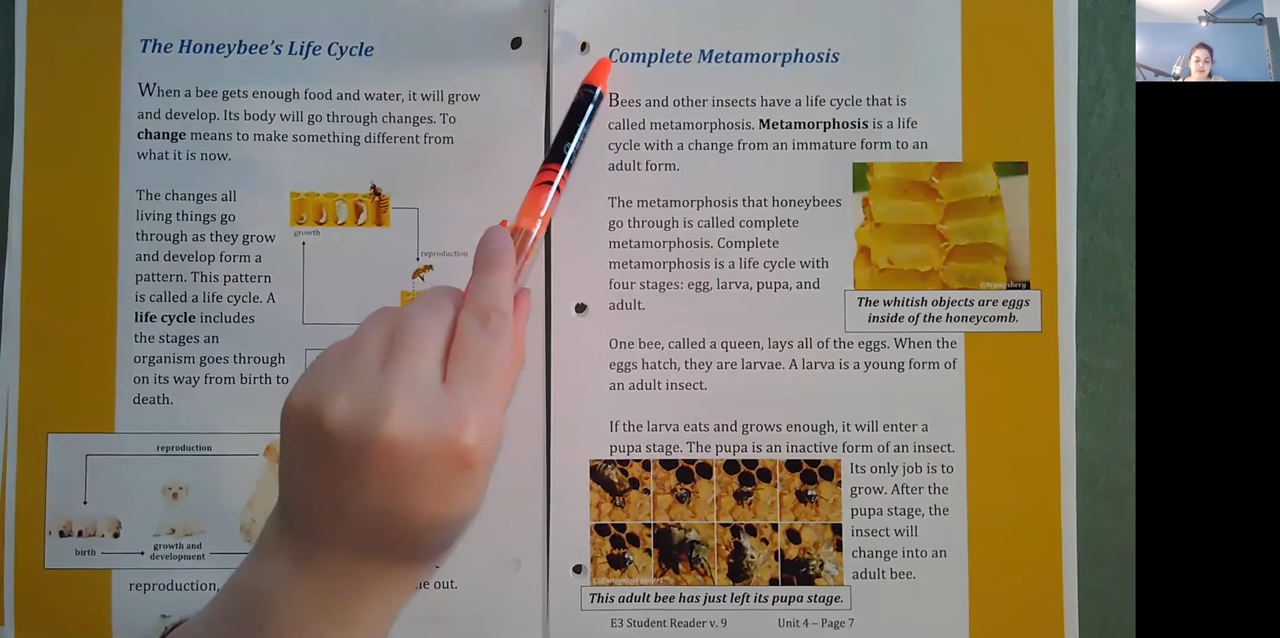 The Honeybee's Life Cycle
When a bee gets enough food and water, it will grow
and develop. Its body will go through changes. To
change means to make something different from
what it is now.
The changes all
living things go
through as they grow
and develop form a
pattern. This pattern
is called a life cycle. A
life cycle includes
the stages an
organism goes through
on its way from birth to
death.
growth
reproduction
reproduction
birth
growth and
development
reproduction,
out.
Complete Metamorphosis
Bees and other insects have a life cycle that is
called metamorphosis. Metamorphosis is a life
cycle with a change from an immature form to an
adult form.
The metamorphosis that honeybees
go through is called complete
metamorphosis. Complete
metamorphosis is a life cycle with
four stages: egg, larva, pupa, and
adult.
The whitish objects are eggs
inside of the honeycomb.
One bee, called a queen, lays all of the eggs. When the
eggs hatch, they are larvae. A larva is a young form of
an adult insect.
If the larva eats and grows enough, it will enter a
pupa stage. The pupa is an inactive form of an insect.
Its only job is to
grow. After the
pupa stage, the
insect will
change into an
adult bee.
This adult bee has just left its pupa stage.
E3 Student Reader v. 9 Unit 4 – Page 7